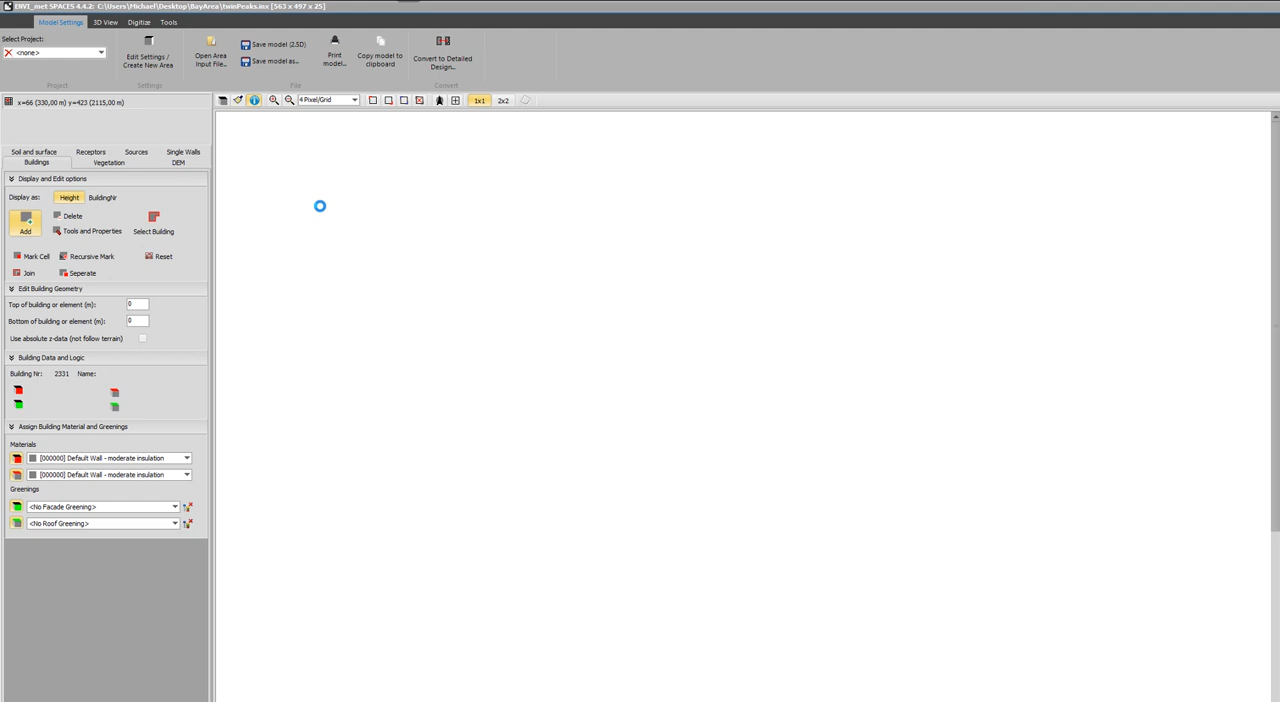 ENVI_met SPACES 4.4.2: C:\Users\Michael\Desktop\BayArea\twinPeaks.inx [563 x 497 x 25]
Model Settings 3D View Digitize Tools
Select Project:
<none>
Project
Edit Settings /
Create New Area
Settings
Open Area
Input File...
Save model (2.5D)
Save model as...
Print
model...
Copy model to
clipboard
File
Convert to Detailed
Design...
Convert
x=66 (330,00 m) y=423 (2115,00 m)
4 Pixel/Grid
1x1
2x2
Soil and surface Receptors Sources Single Walls
Buildings Vegetation DEM
Display and Edit options
Display as: Height BuildingNr
Add
Delete
Tools and Properties
Select Building
Mark Cell Recursive Mark Reset
Join Seperate
Edit Building Geometry
Top of building or element (m): 0
Bottom of building or element (m): 0
Use absolute z-data (not follow terrain)
Building Data and Logic
Building Nr: 2331 Name:
Assign Building Material and Greenings
Materials
[000000] Default Wall - moderate insulation
[000000] Default Wall - moderate insulation
Greenings
<No Facade Greening>
<No Roof Greening>